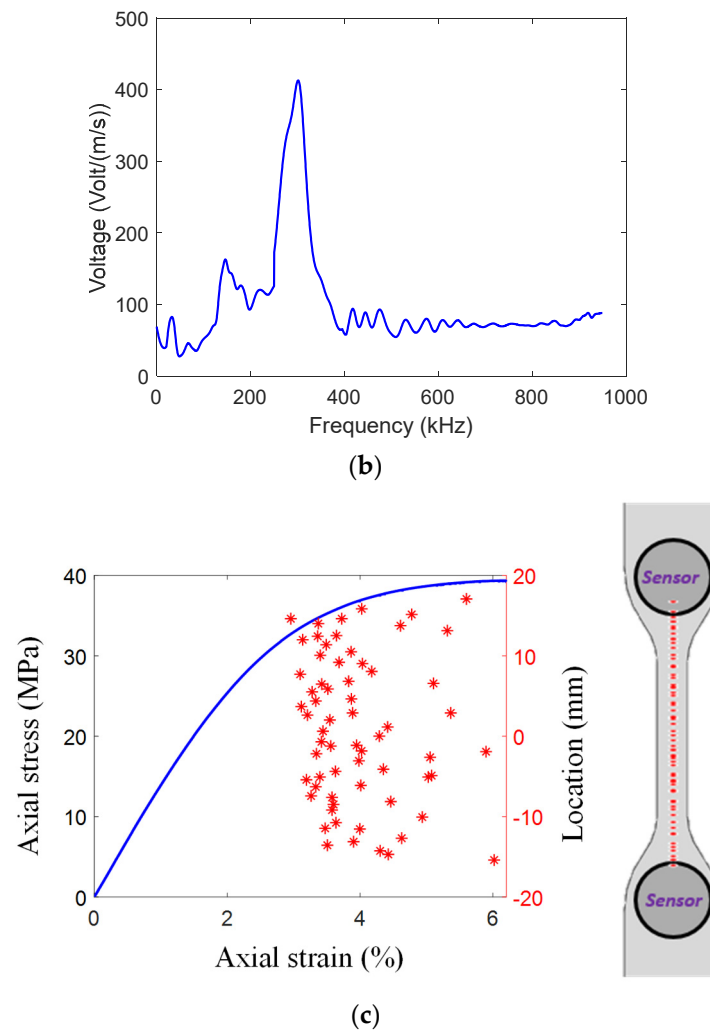 500
400
300
200
100
0
Voltage (Volt/(m/s))
0 200 400 600 800 1000
Frequency (kHz)
(b)
40
30
20
10
0
Axial stress (MPa)
20
10
0
-10
-20
Location (mm)
0 2 4 6
Axial strain (%)
Sensor
Sensor
(c)